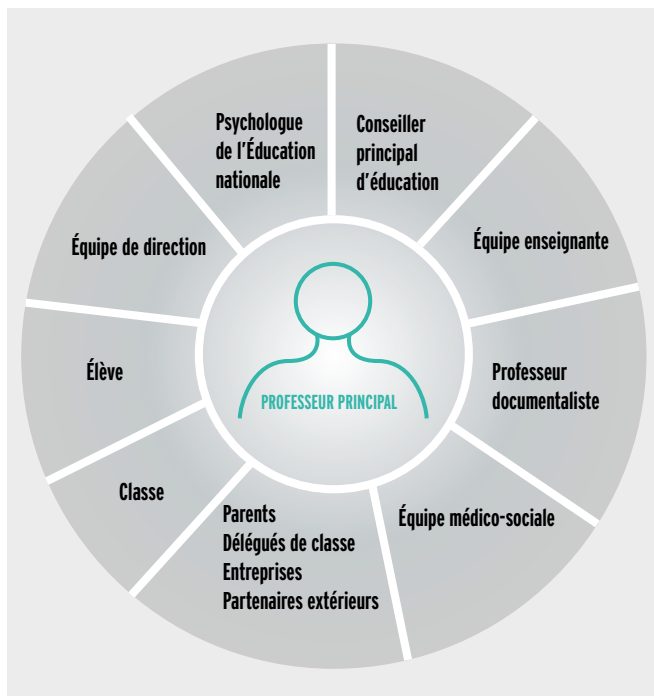 Psychologue
de l'Éducation
nationale
Conseiller
principal
d'éducation
Équipe enseignante
Professeur
documentaliste
Équipe médico-sociale
Parents
Délégués de classe
Entreprises
Partenaires extérieurs
Classe
Élève
Équipe de direction
PROFESSEUR PRINCIPAL